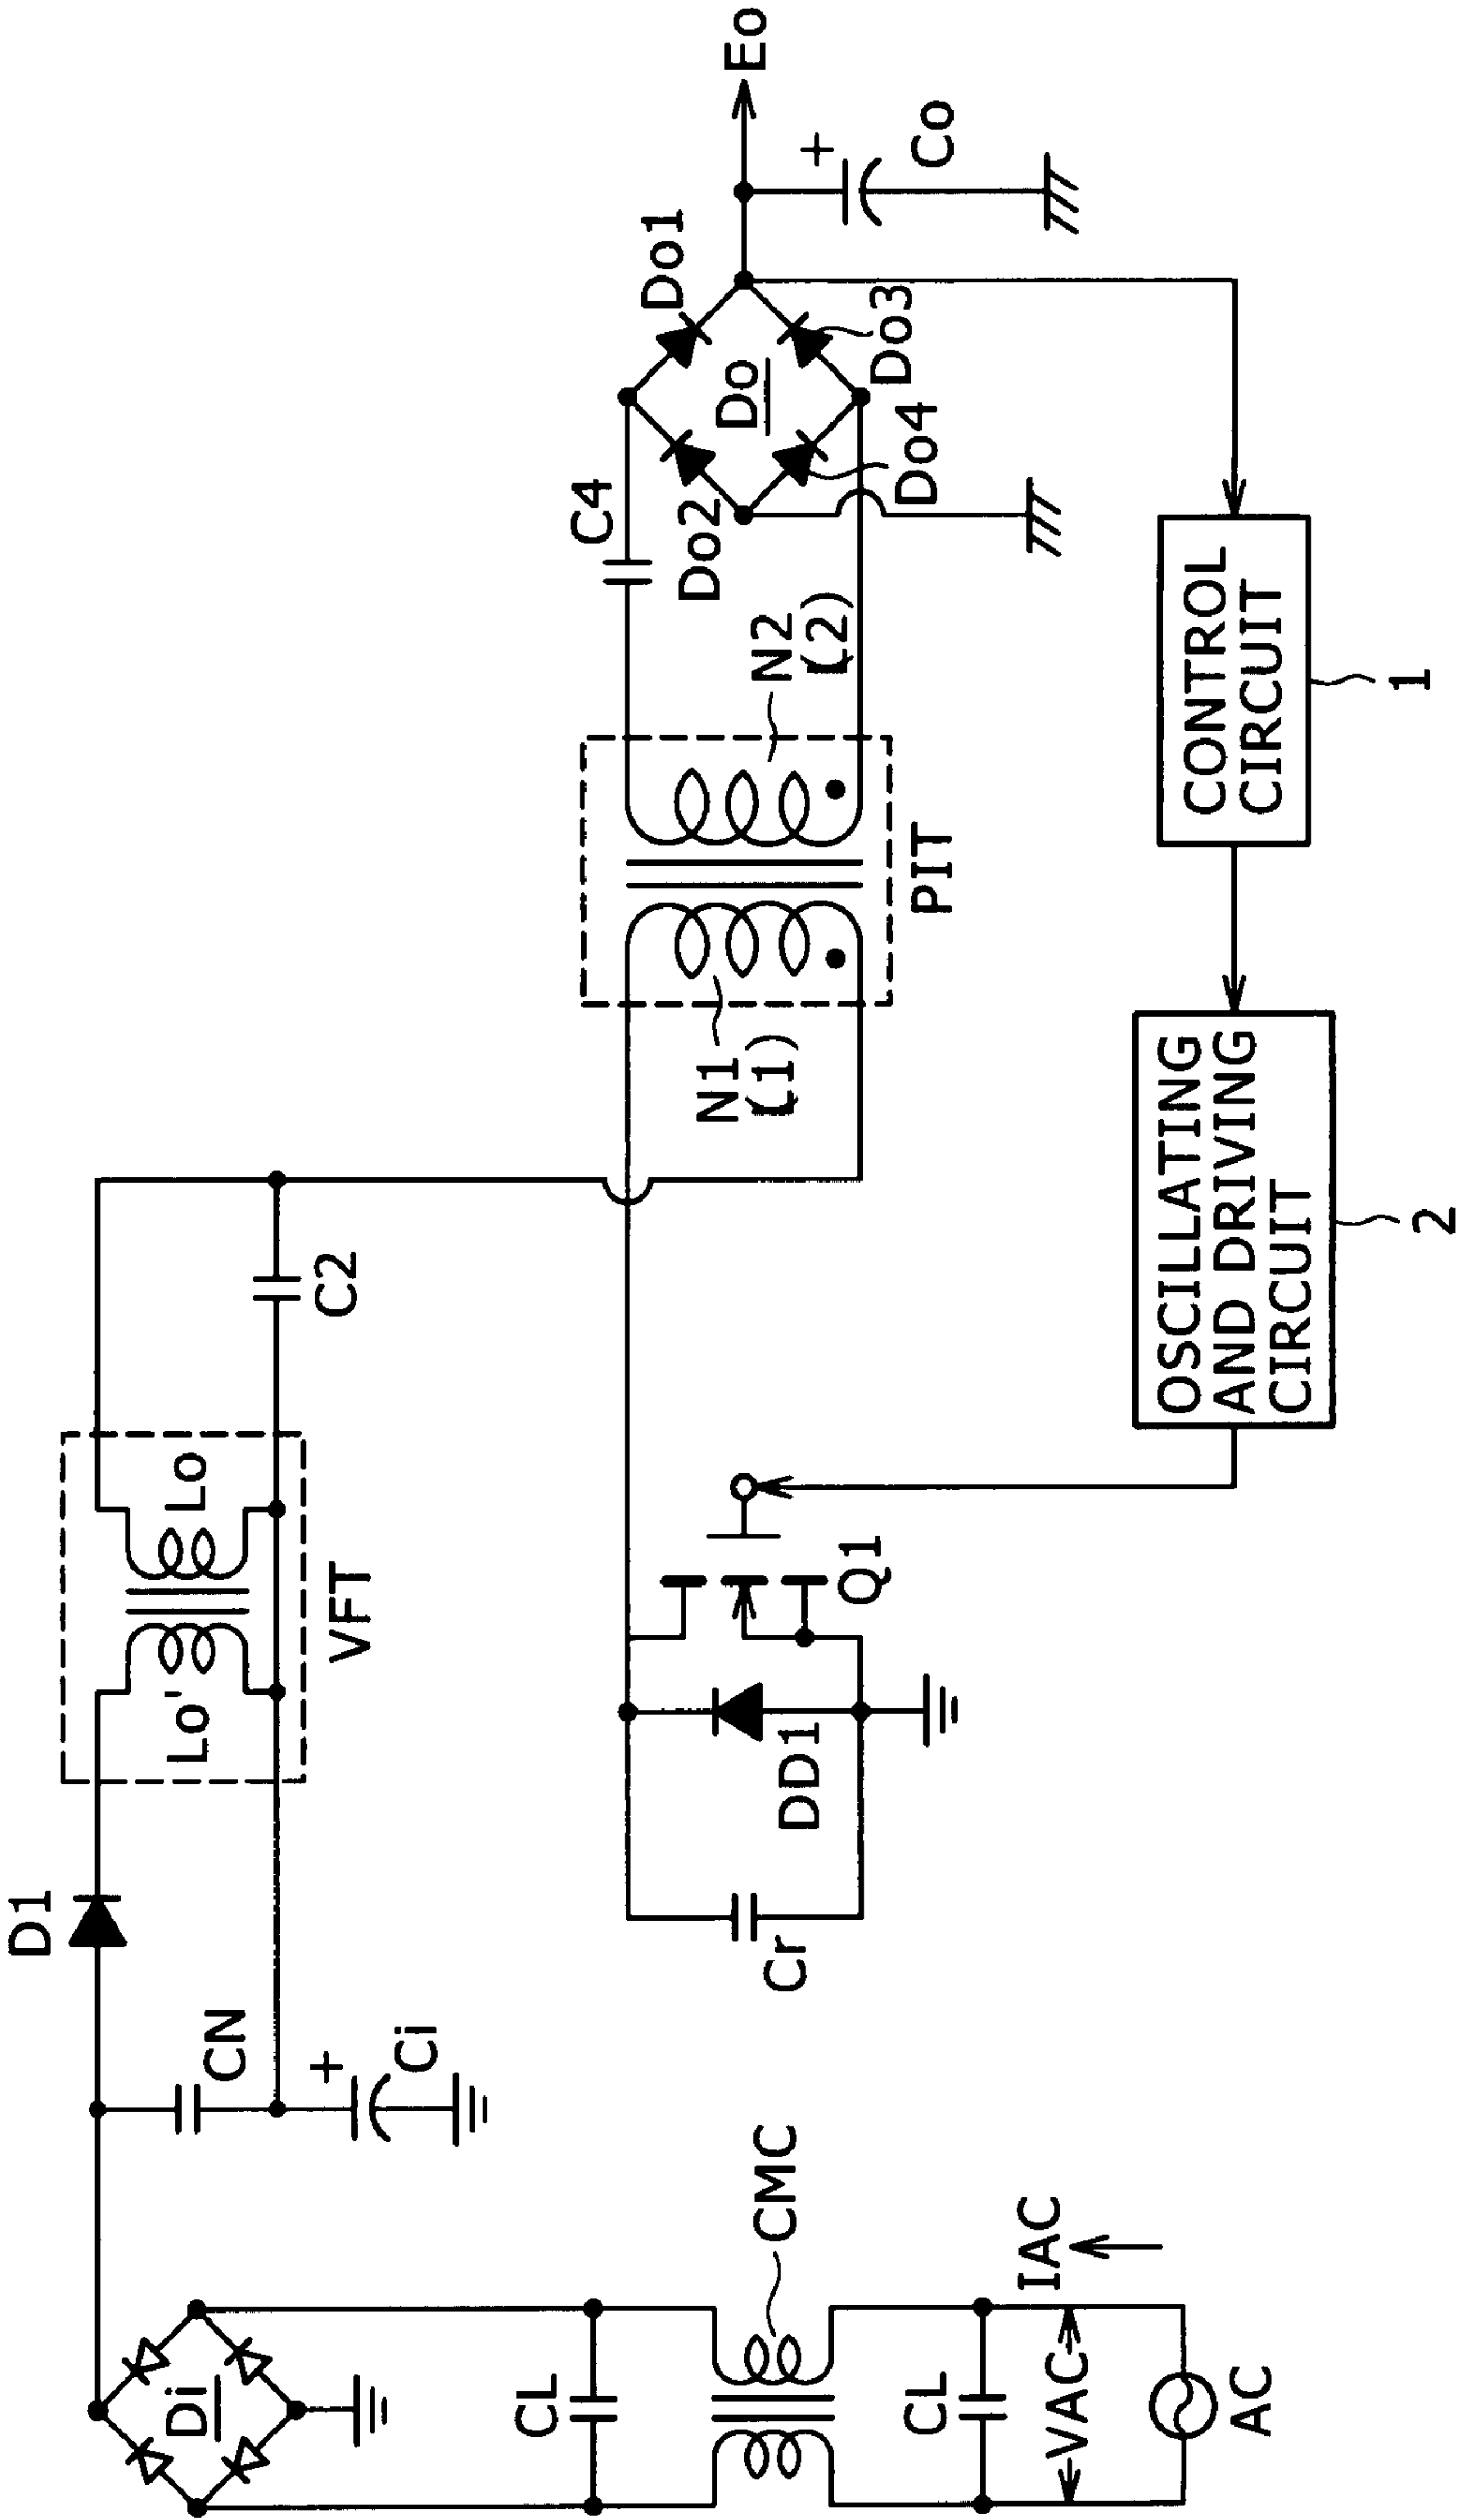 D1
Lo'
Lo
VFT
C2
CN
+
Ci
Di
CL
CMC
CL
IAC
VAC
AC
Cr
DD1
Q1
N1
(1)
PIT
N2
(2)
C4
Do1
Do2
Do
Do3
Do4
+
Co
Eo
CONTROL
CIRCUIT
1
OSCILLATING
AND DRIVING
CIRCUIT
2